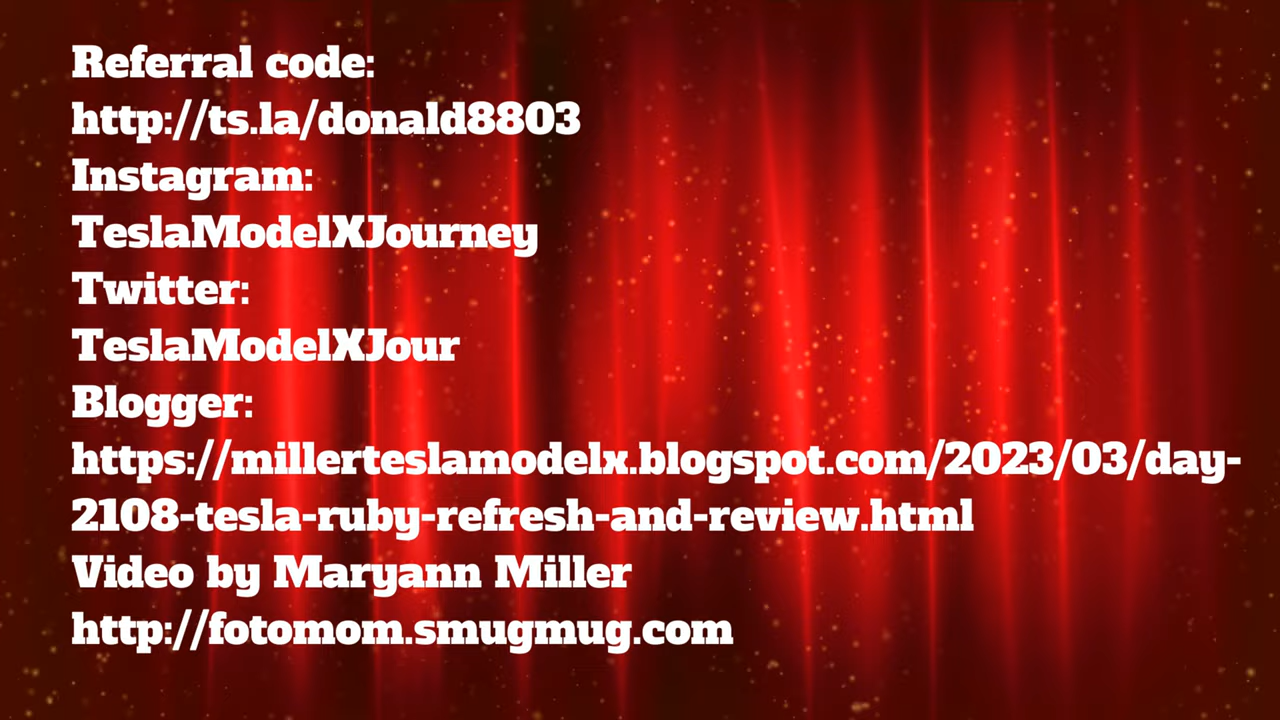 Referral code:
http://ts.la/donald8803
Instagram:
TeslaModelXJourney
Twitter:
TeslaModelXJour
Blogger:
https://millerteslamodelx.blogspot.com/2023/03/day-
2108-tesla-ruby-refresh-and-review.html
Video by Maryann Miller
http://fotomom.smugmug.com